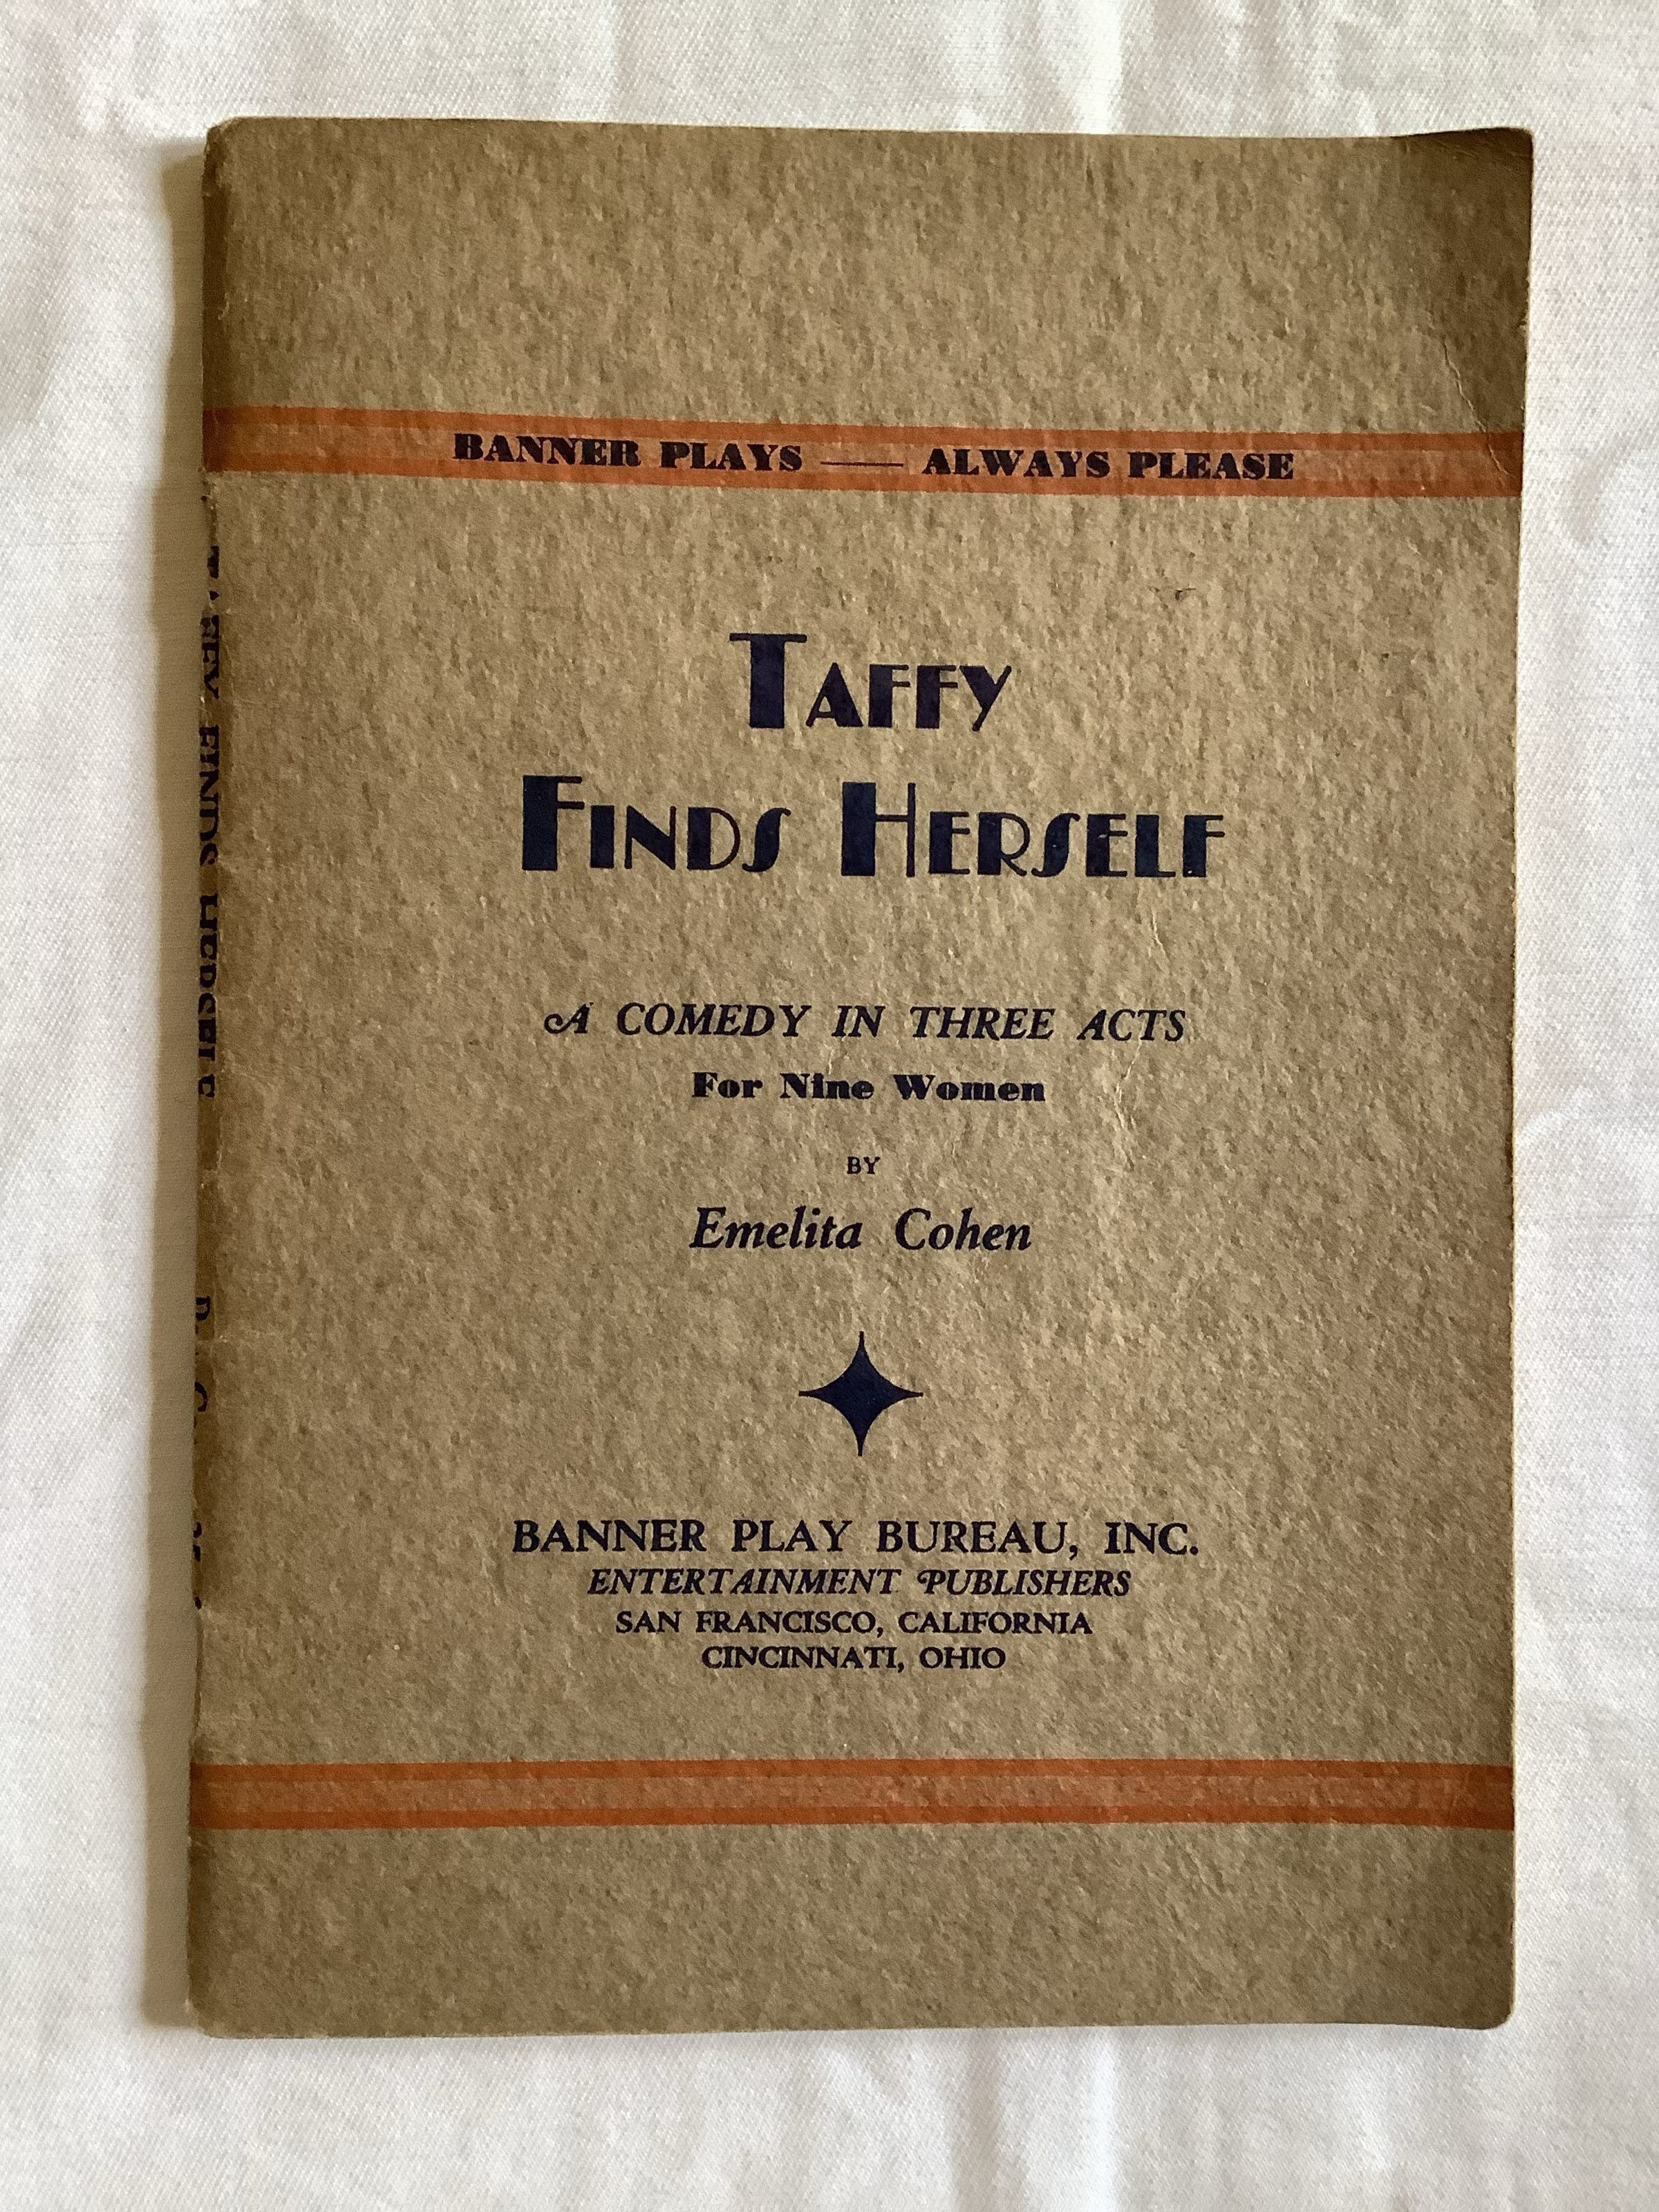 BANNER PLAYS — ALWAYS PLEASE
TAFFY
FINDS HERSELF
A COMEDY IN THREE ACTS
For Nine Women
BY
Emelita Cohen
BANNER PLAY BUREAU, INC.
ENTERTAINMENT PUBLISHERS
SAN FRANCISCO, CALIFORNIA
CINCINNATI, OHIO
TAFFY FINDS HERSELF